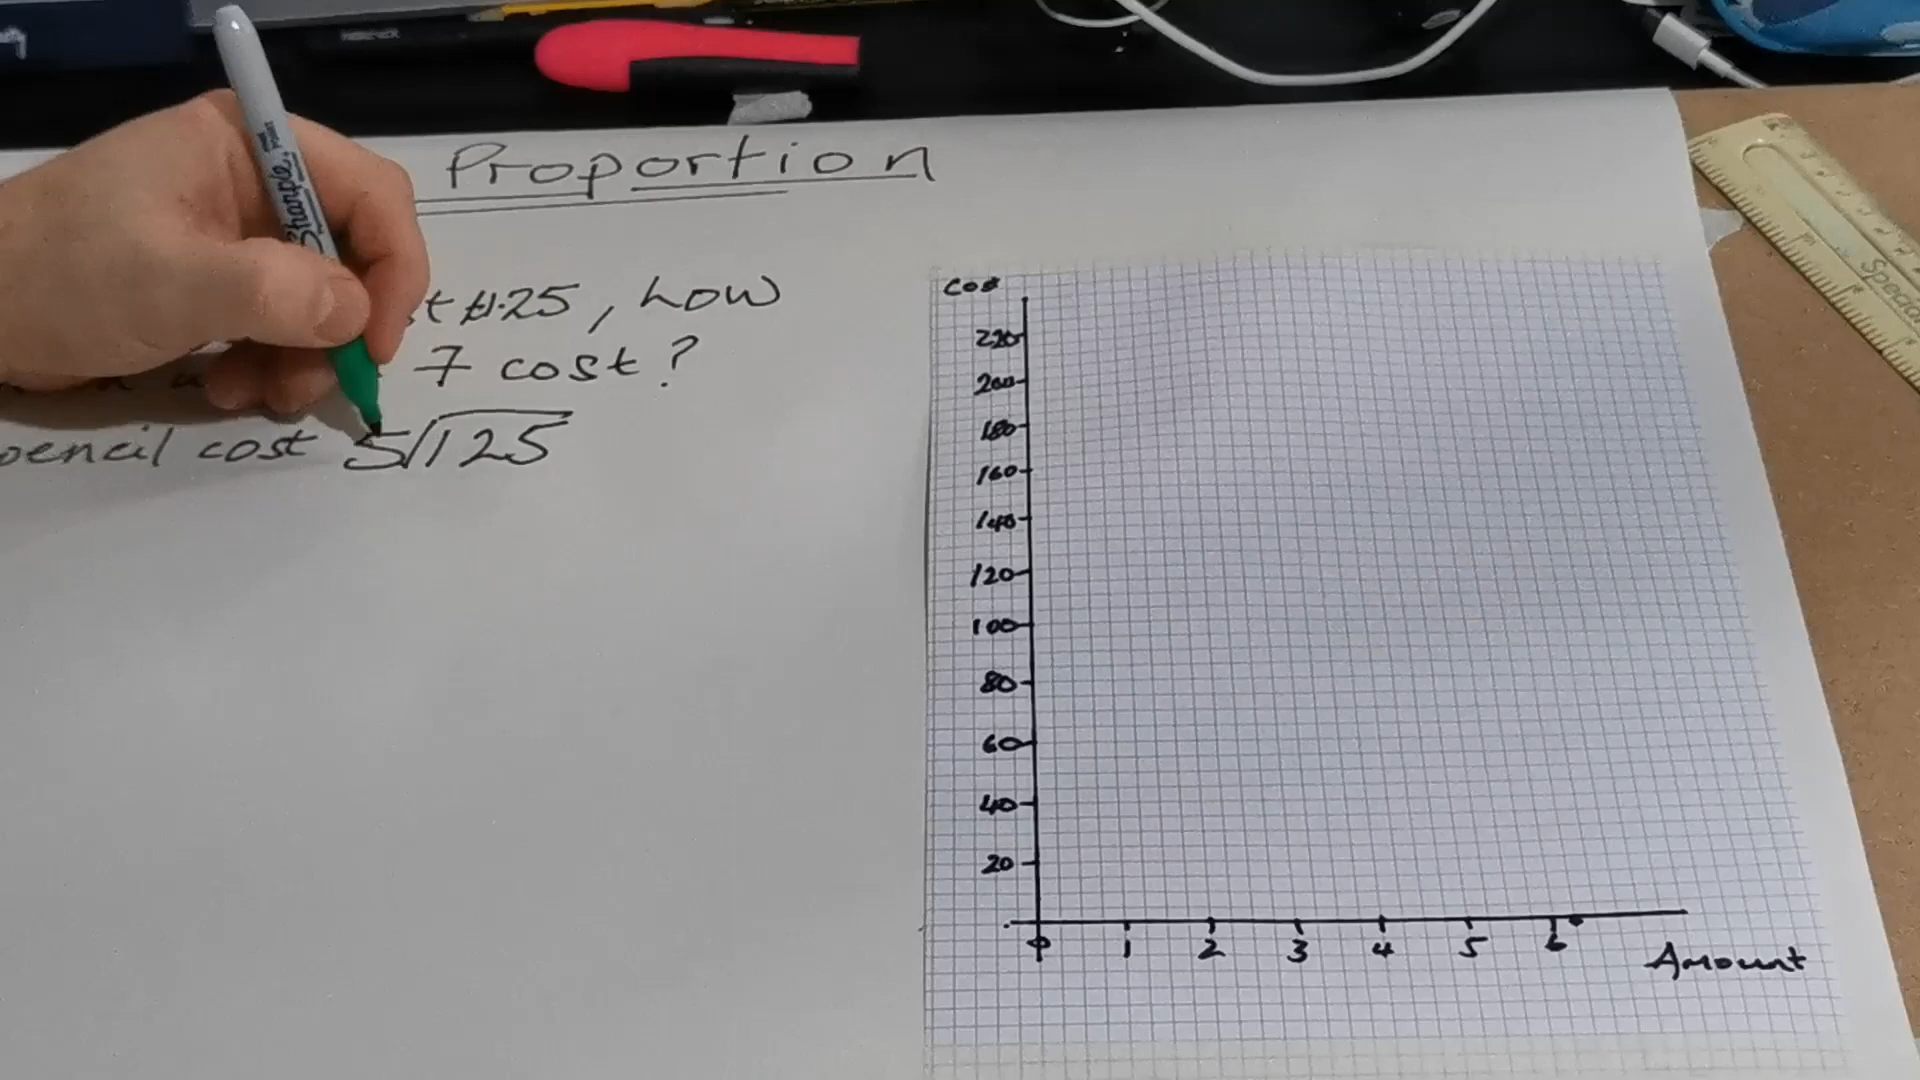 Proportion
t £1.25, how
7 cost?
pencil cost 5/125
Sharpie
Cost
220
200
180
160
140
120
100
80
60
40
20
0 1 2 3 4 5 6
Amount